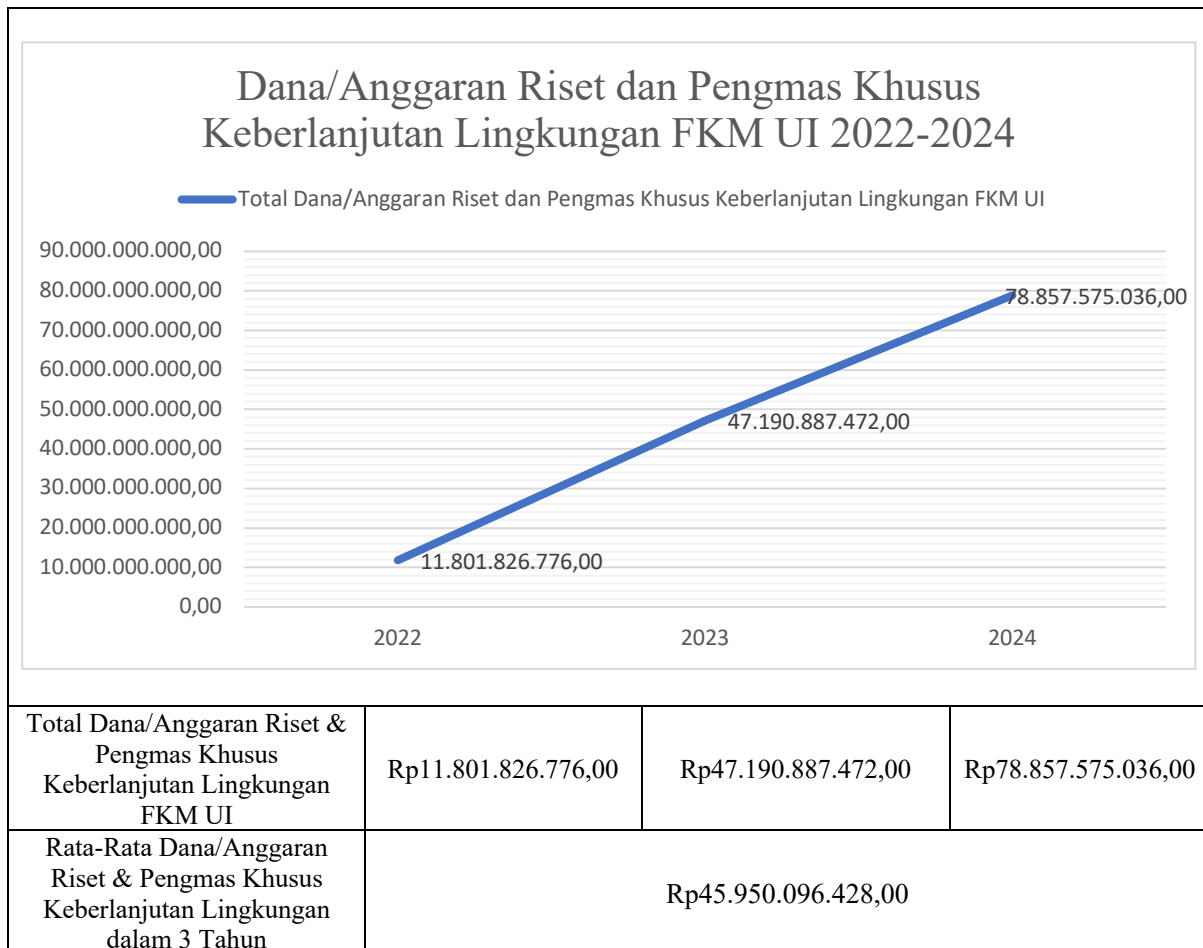 Dana/Anggaran Riset dan Pengmas Khusus
Keberlanjutan Lingkungan FKM UI 2022-2024
Total Dana/Anggaran Riset dan Pengmas Khusus Keberlanjutan Lingkungan FKM UI
90.000.000.000,00
80.000.000.000,00
70.000.000.000,00
60.000.000.000,00
50.000.000.000,00
40.000.000.000,00
30.000.000.000,00
20.000.000.000,00
10.000.000.000,00
0,00
78.857.575.036,00
47.190.887.472,00
11.801.826.776,00
2022 2023 2024
Total Dana/Anggaran Riset &
Pengmas Khusus
Keberlanjutan Lingkungan
FKM UI
Rp11.801.826.776,00 Rp47.190.887.472,00 Rp78.857.575.036,00
Rata-Rata Dana/Anggaran
Riset & Pengmas Khusus
Keberlanjutan Lingkungan
dalam 3 Tahun
Rp45.950.096.428,00